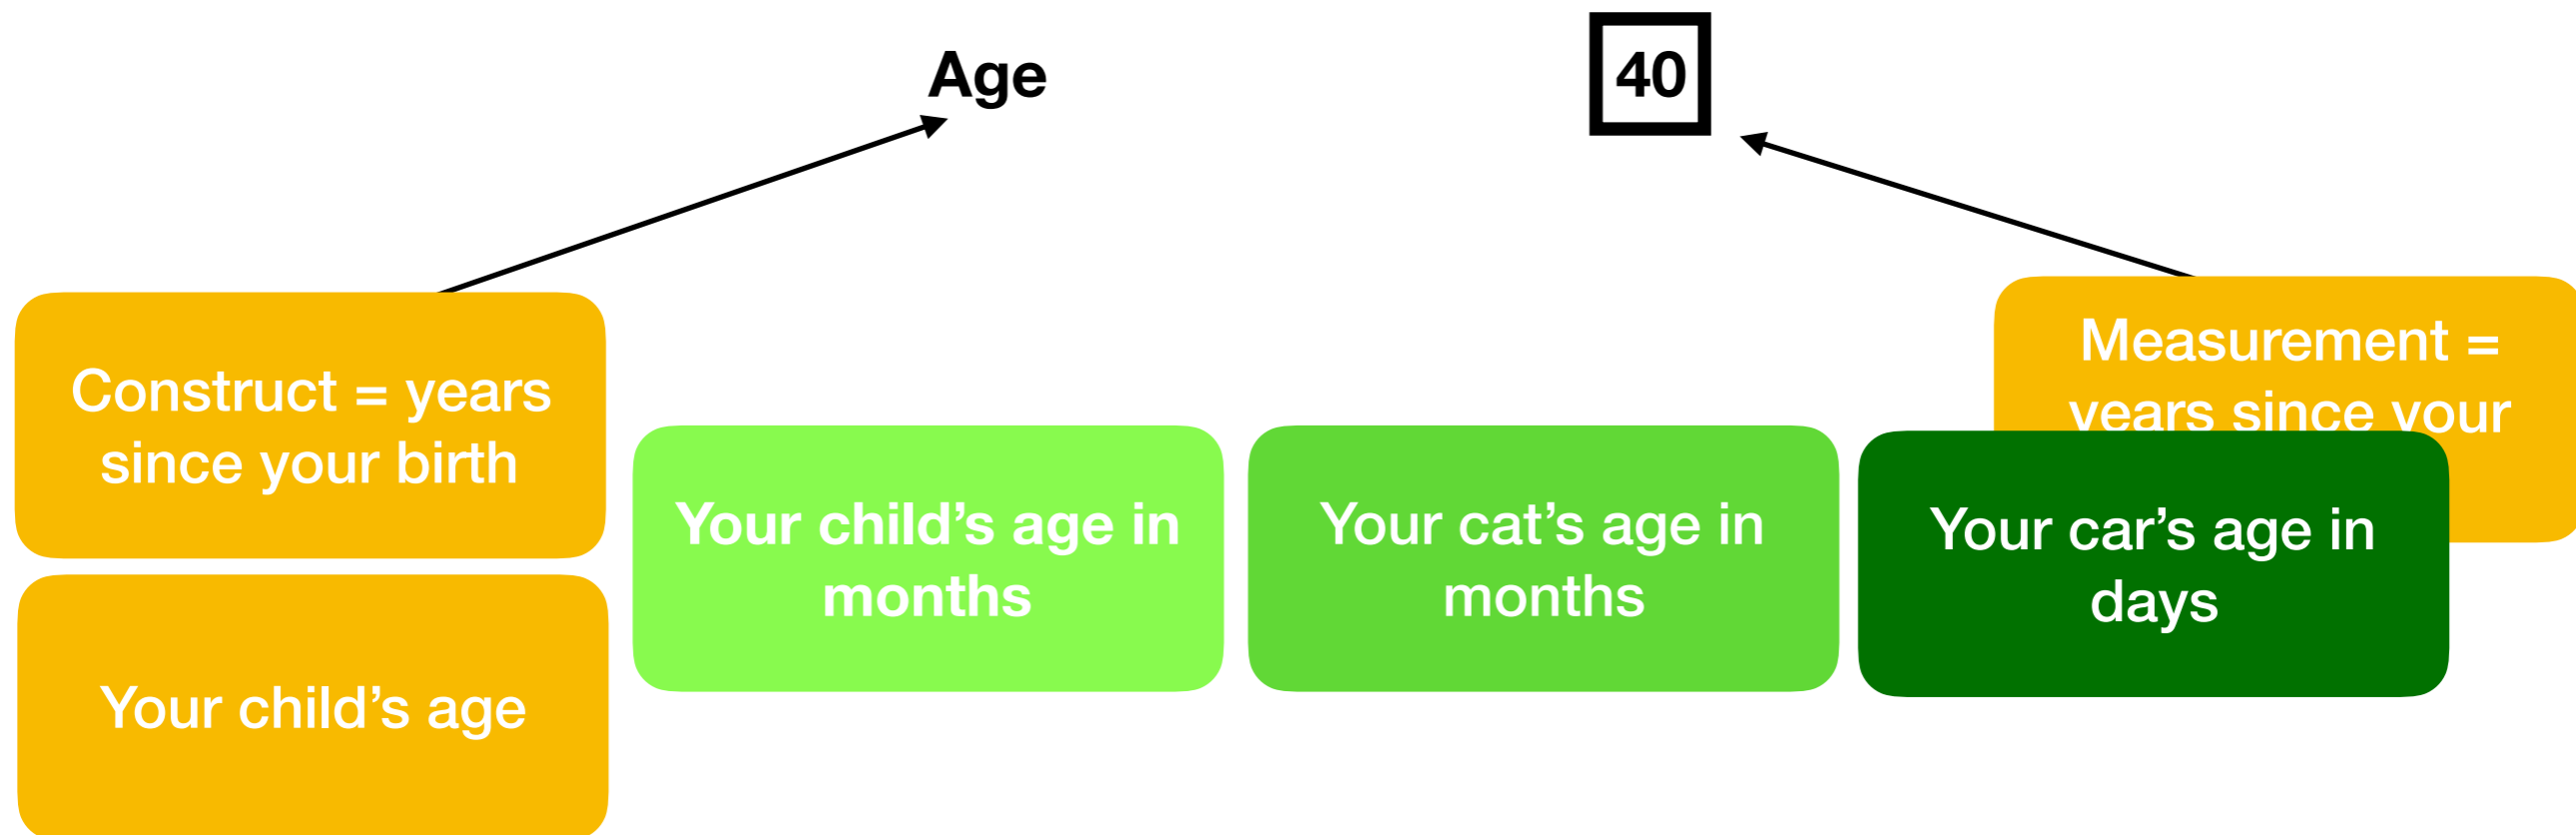 Age
40
Construct = years
since your birth
Measurement =
years since your
Your child's age in
months
Your cat's age in
months
Your car's age in
days
Your child's age